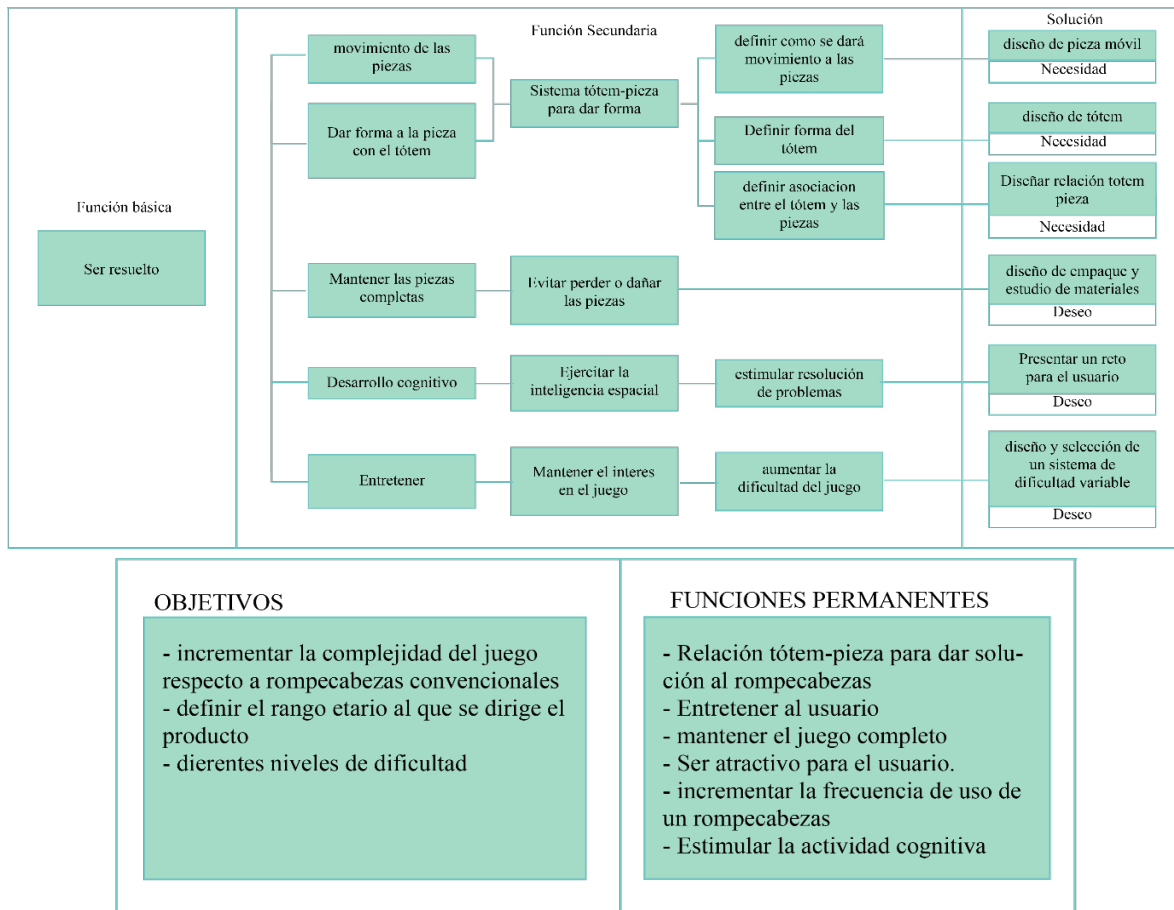 Función básica
Ser resuelto
Función Secundaria
movimiento de las
piezas
Dar forma a la pieza
con el tótem
Sistema tótem-pieza
para dar forma
definir como se dará
movimiento a las
piezas
Definir forma del
tótem
definir asociacion
entre el tótem y las
piezas
Mantener las piezas
completas
Evitar perder o dañar
las piezas
Desarrollo cognitivo
Ejercitar la
inteligencia espacial
estimular resolución
de problemas
Entretener
Mantener el interes
en el juego
aumentar la
dificultad del juego
Solución
diseño de pieza móvil
Necesidad
diseño de tótem
Necesidad
Diseñar relación totem
pieza
Necesidad
diseño de empaque y
estudio de materiales
Deseo
Presentar un reto
para el usuario
Deseo
diseño y selección de
un sistema de
dificultad variable
Deseo
OBJETIVOS
- incrementar la complejidad del juego
respecto a rompecabezas convencionales
- definir el rango etario al que se dirige el
producto
- dierentes niveles de dificultad
FUNCIONES PERMANENTES
- Relación tótem-pieza para dar solu-
ción al rompecabezas
- Entretener al usuario
- mantener el juego completo
- Ser atractivo para el usuario.
- incrementar la frecuencia de uso de
un rompecabezas
- Estimular la actividad cognitiva